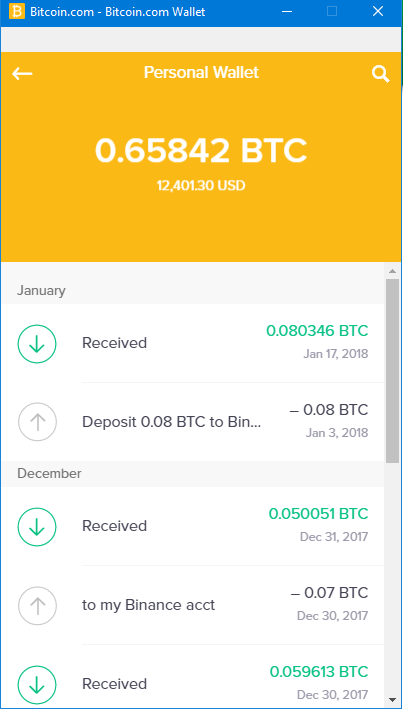 Bitcoin.com - Bitcoin.com Wallet
Personal Wallet
0.65842 BTC
12,401.30 USD
January
Received
0.080346 BTC
Jan 17, 2018
Deposit 0.08 BTC to Bin...
– 0.08 BTC
Jan 3, 2018
December
Received
0.050051 BTC
Dec 31, 2017
to my Binance acct
– 0.07 BTC
Dec 30, 2017
Received
0.059613 BTC
Dec 30, 2017